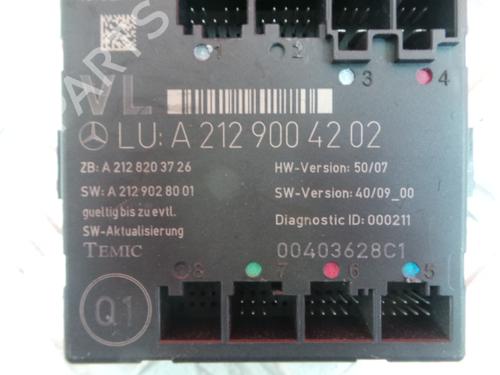 1 2
3 4
VL
LU: A 212 900 42 02
ZB: A 212 820 37 26
HW-Version: 50/07
SW: A 212 902 80 01
SW-Version: 40/09_00
gueltig bis zu evtl.
Diagnostic ID: 000211
SW-Aktualisierung
TEMIC
00403628C1
8 7 6 5
Q1
PARTS